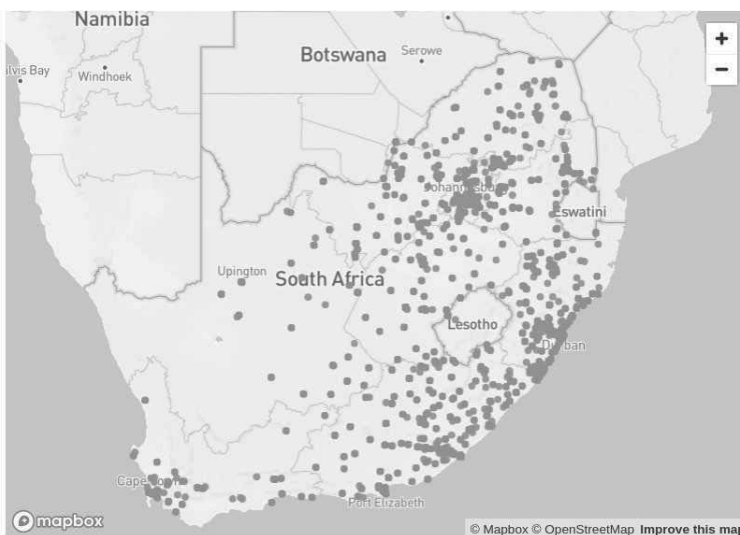 Namibia
Botswana
Serowe
alvis Bay
Windhoek
+
−
Johannesburg
Eswatini
Upington
South Africa
Lesotho
Durban
Cape Town
Port Elizabeth
mapbox
© Mapbox © OpenStreetMap Improve this map